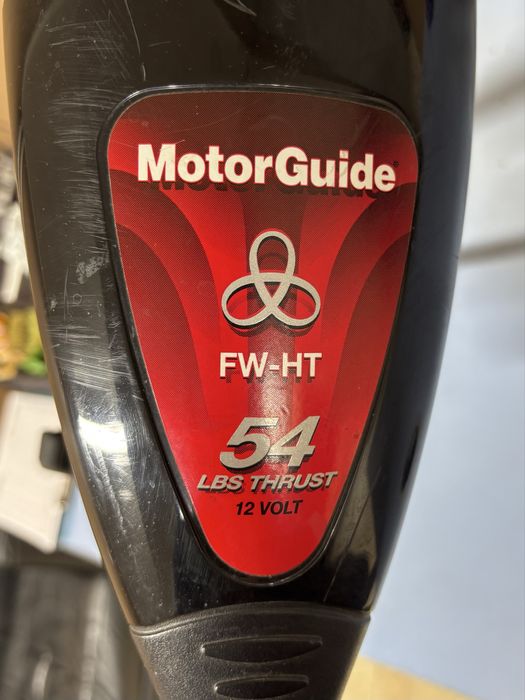 MotorGuide®
FW-HT
54
LBS THRUST
12 VOLT